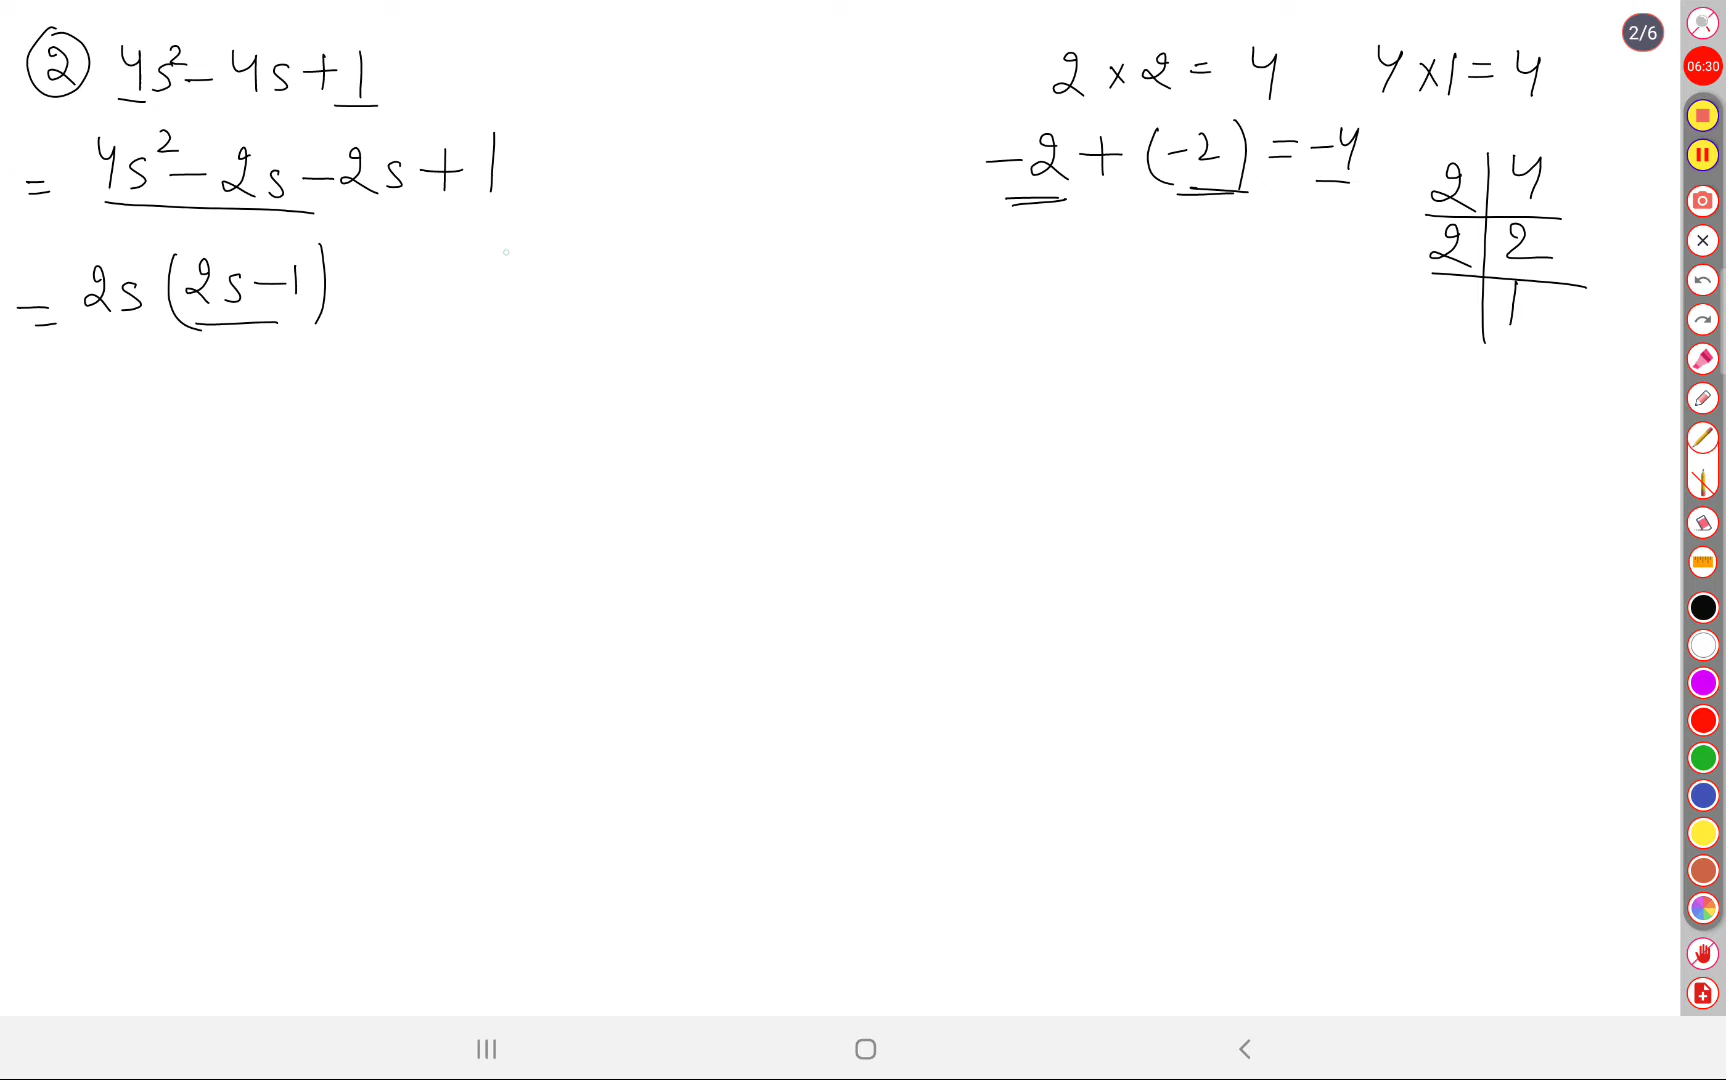 ② 4s² - 4s + 1
= 4s² - 2s - 2s + 1
= 2s (2s - 1)
2 × 2 = 4 4 × 1 = 4
-2 + (-2) = -4
2 | 4
2 | 2
| 1
2/6
06:30